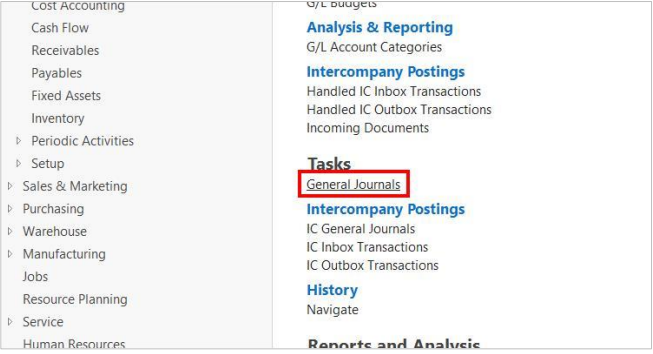 Cost Accounting
Cash Flow
Receivables
Payables
Fixed Assets
Inventory
Periodic Activities
Setup
Sales & Marketing
Purchasing
Warehouse
Manufacturing
Jobs
Resource Planning
Service
Human Resources
G/L Budgets
Analysis & Reporting
G/L Account Categories
Intercompany Postings
Handled IC Inbox Transactions
Handled IC Outbox Transactions
Incoming Documents
Tasks
General Journals
Intercompany Postings
IC General Journals
IC Inbox Transactions
IC Outbox Transactions
History
Navigate
Reports and Analysis